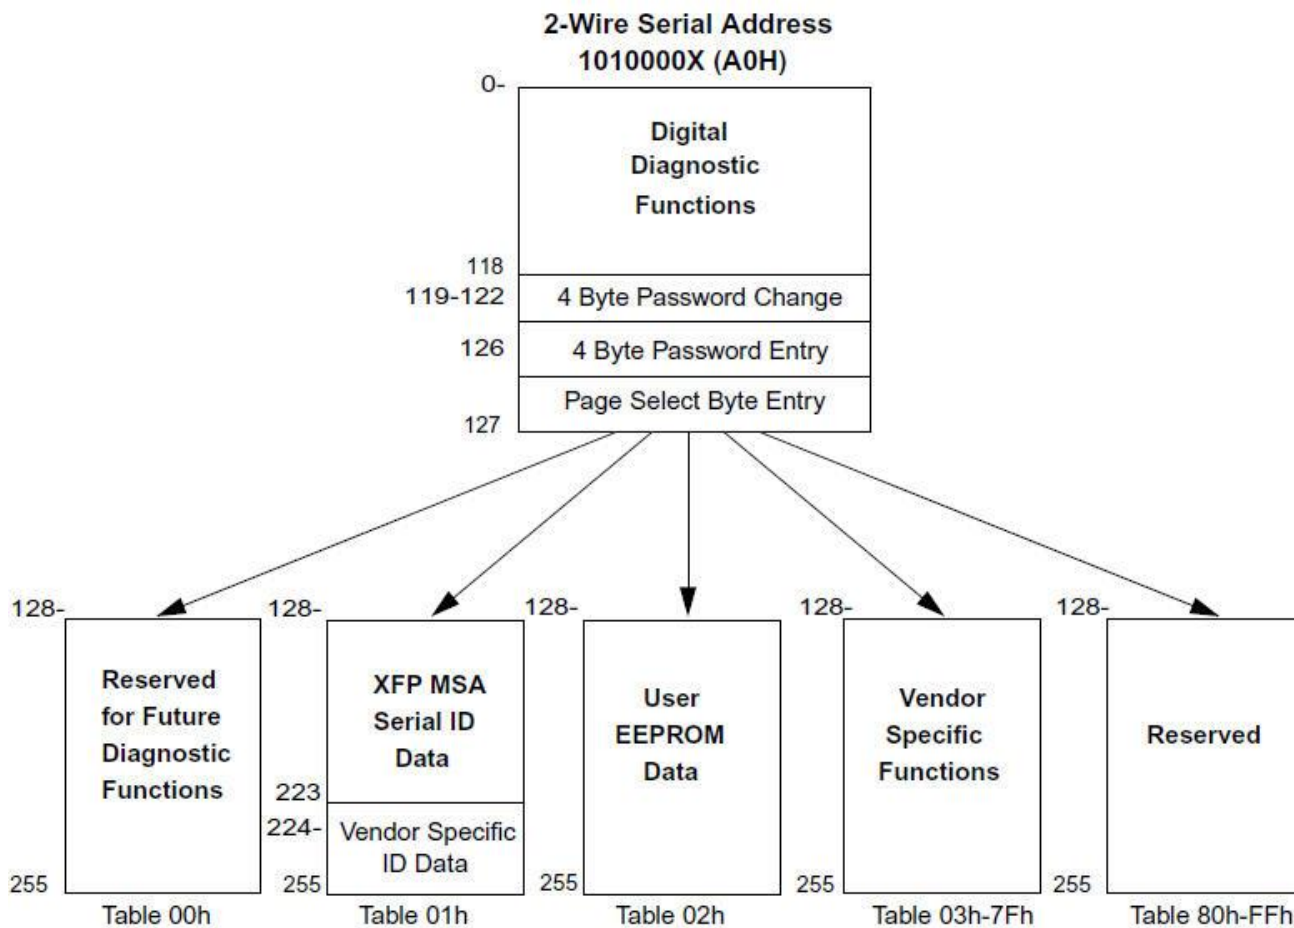 2-Wire Serial Address
1010000X (A0H)
0-
Digital
Diagnostic
Functions
118
119-122
4 Byte Password Change
126
4 Byte Password Entry
Page Select Byte Entry
127
128-
128-
128-
128-
128-
Reserved
for Future
Diagnostic
Functions
XFP MSA
Serial ID
Data
User
EEPROM
Data
Vendor
Specific
Functions
Reserved
223
224-
Vendor Specific
ID Data
255
255
255
255
255
Table 00h
Table 01h
Table 02h
Table 03h-7Fh
Table 80h-FFh